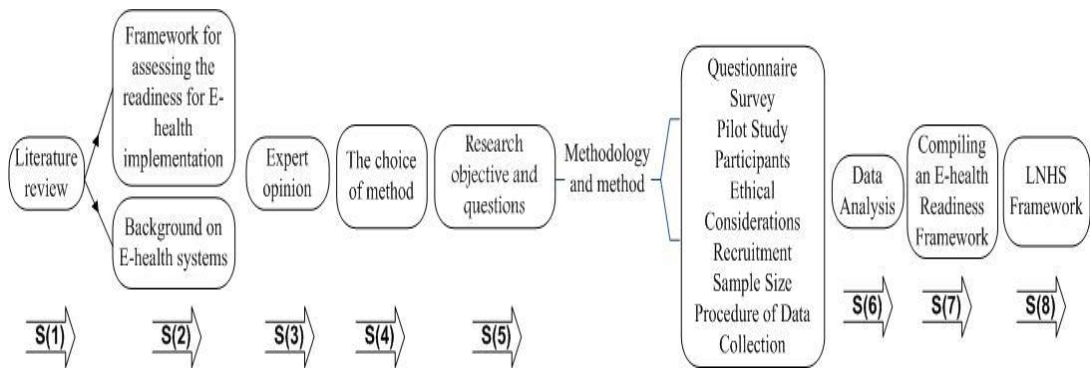 Literature
review
Framework for
assessing the
readiness for E-
health
implementation
Background on
E-health systems
Expert
opinion
The choice
of method
Research
objective and
questions
Methodology
and method
Questionnaire
Survey
Pilot Study
Participants
Ethical
Considerations
Recruitment
Sample Size
Procedure of Data
Collection
Data
Analysis
Compiling
an E-health
Readiness
Framework
LNHS
Framework
S(1)
S(2)
S(3)
S(4)
S(5)
S(6)
S(7)
S(8)